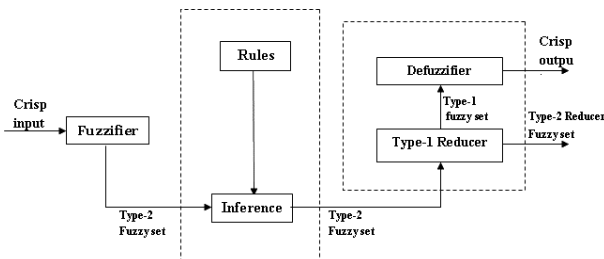 Crisp
input
Fuzzifier
Rules
Inference
Type-2
Fuzzy set
Type-2
Fuzzy set
Defuzzifier
Crisp
outpu
Type-1
fuzzy set
Type-1 Reducer
Type-2 Reducer
Fuzzy set